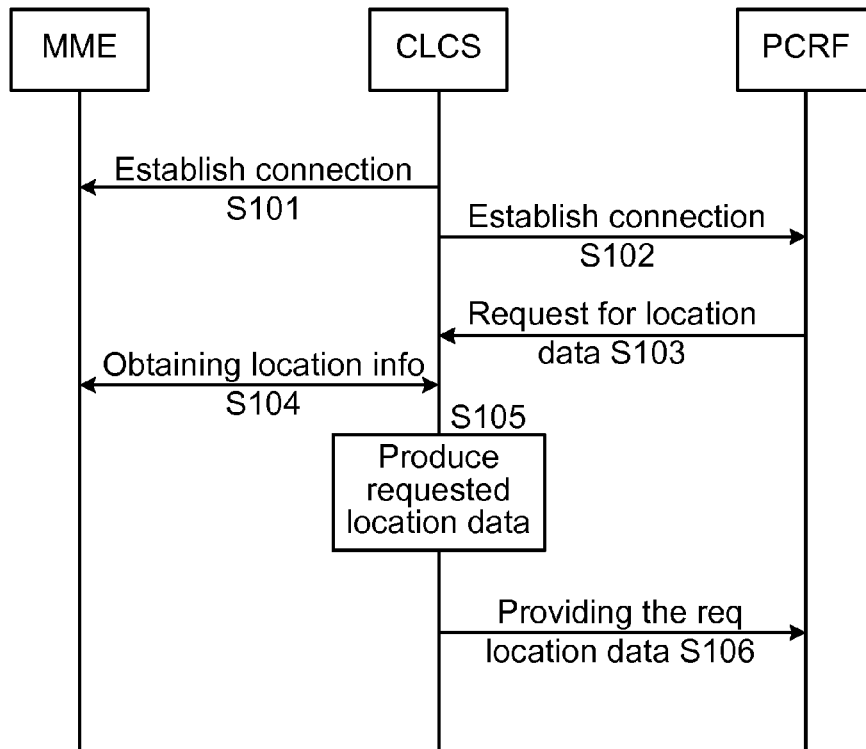 MME
CLCS
PCRF
Establish connection
S101
Establish connection
S102
Request for location
data S103
Obtaining location info
S104
S105
Produce
requested
location data
Providing the req
location data S106